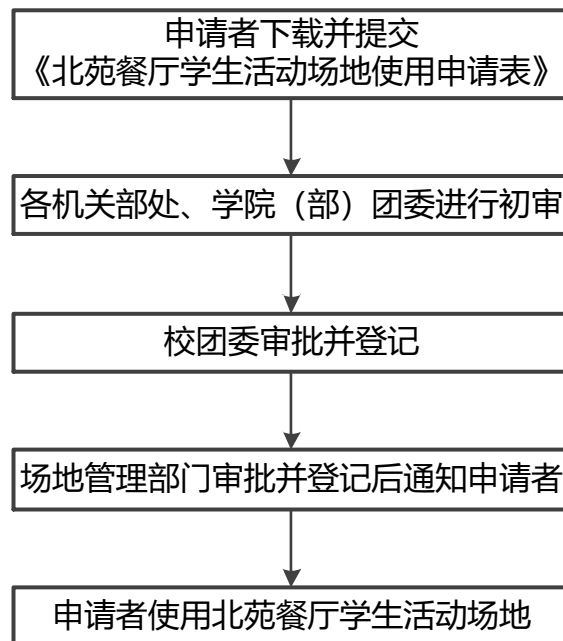 申请者下载并提交
《北苑餐厅学生活动场地使用申请表》
各机关部处、学院（部）团委进行初审
校团委审批并登记
场地管理部门审批并登记后通知申请者
申请者使用北苑餐厅学生活动场地